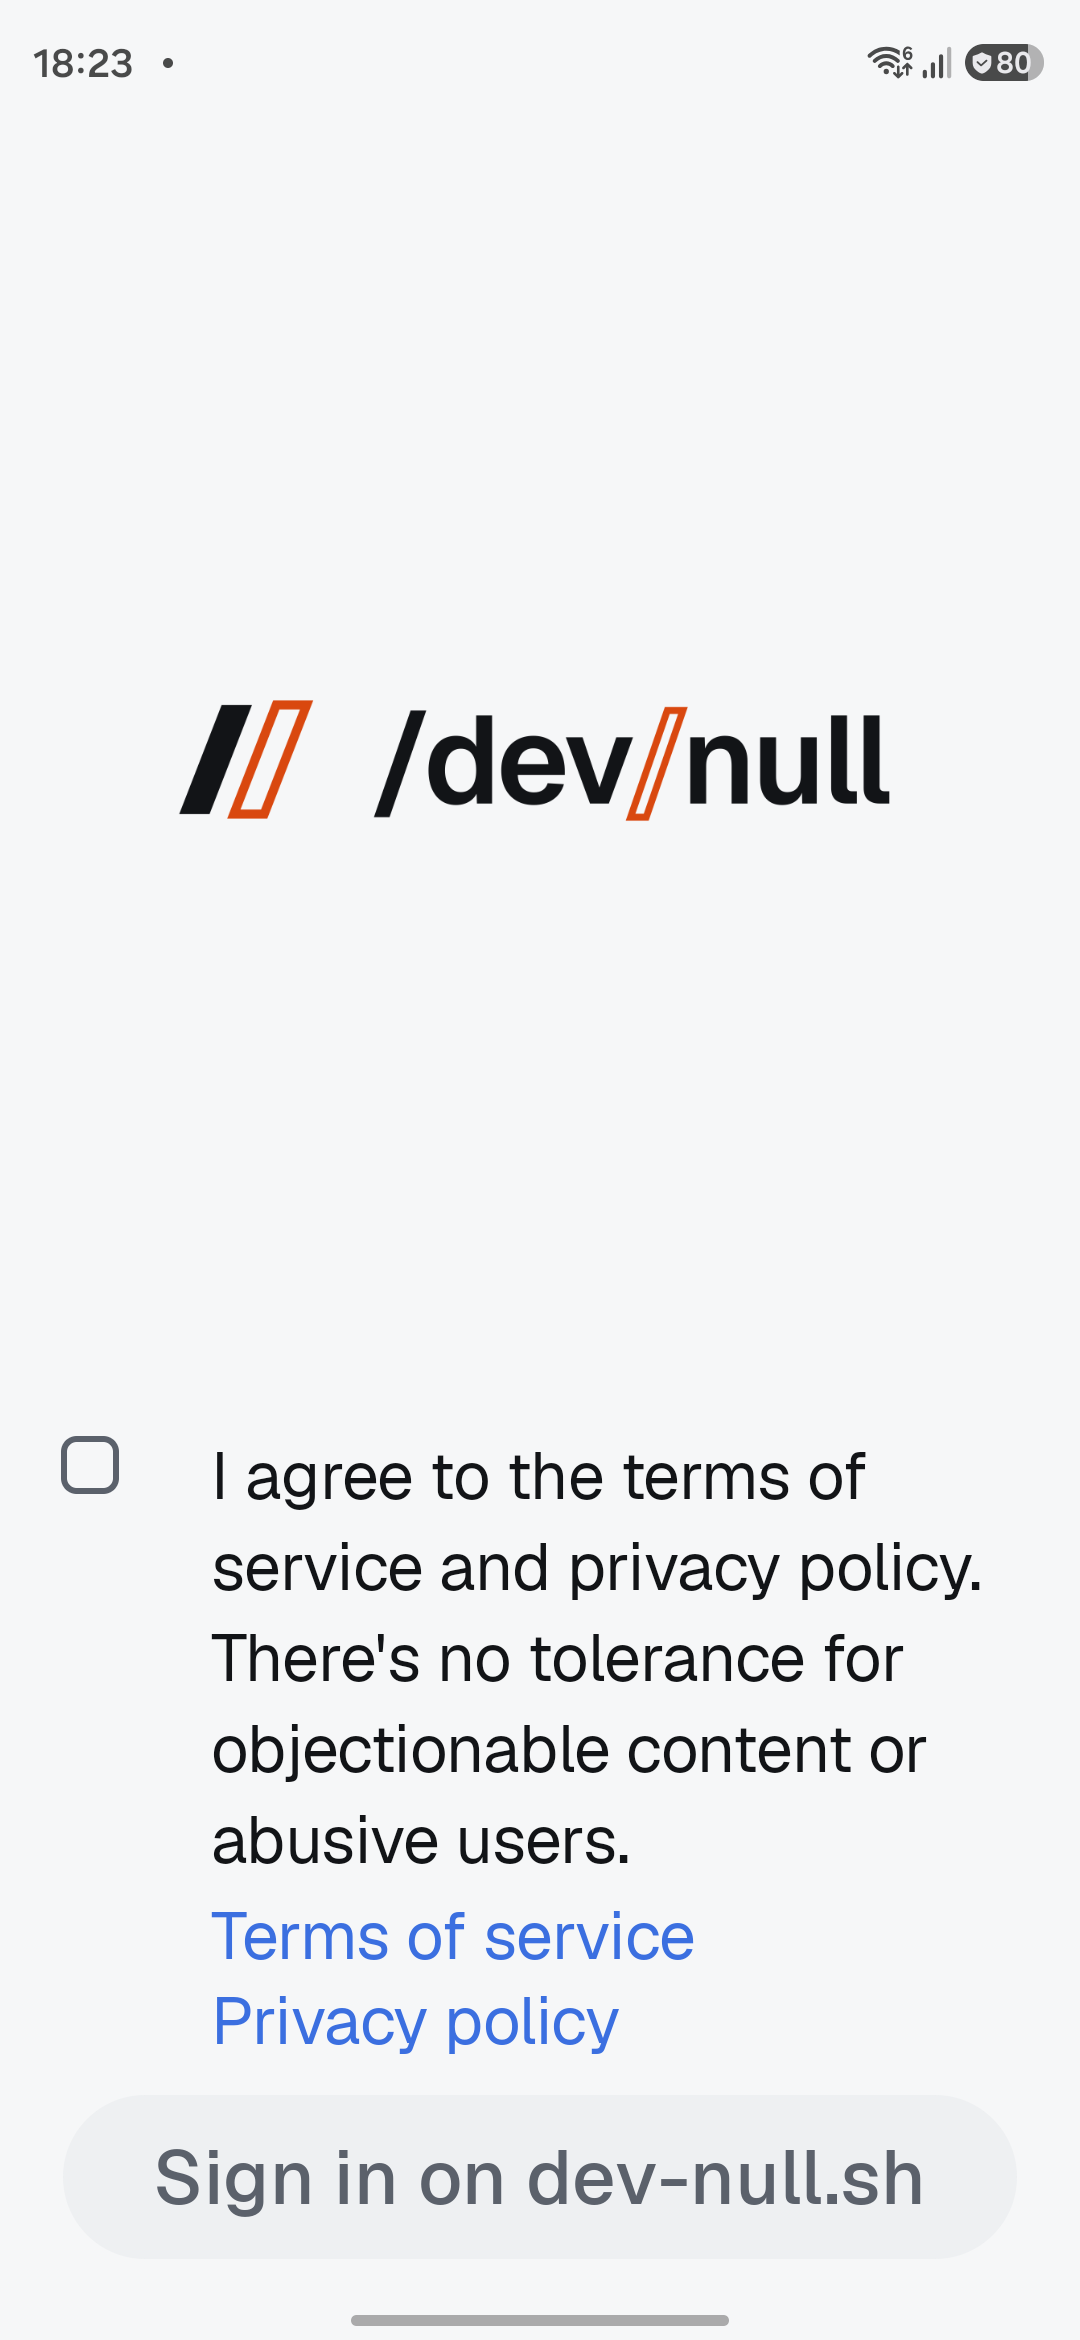 18:23
6
80
/dev/null
I agree to the terms of
service and privacy policy.
There's no tolerance for
objectionable content or
abusive users.
Terms of service
Privacy policy
Sign in on dev-null.sh